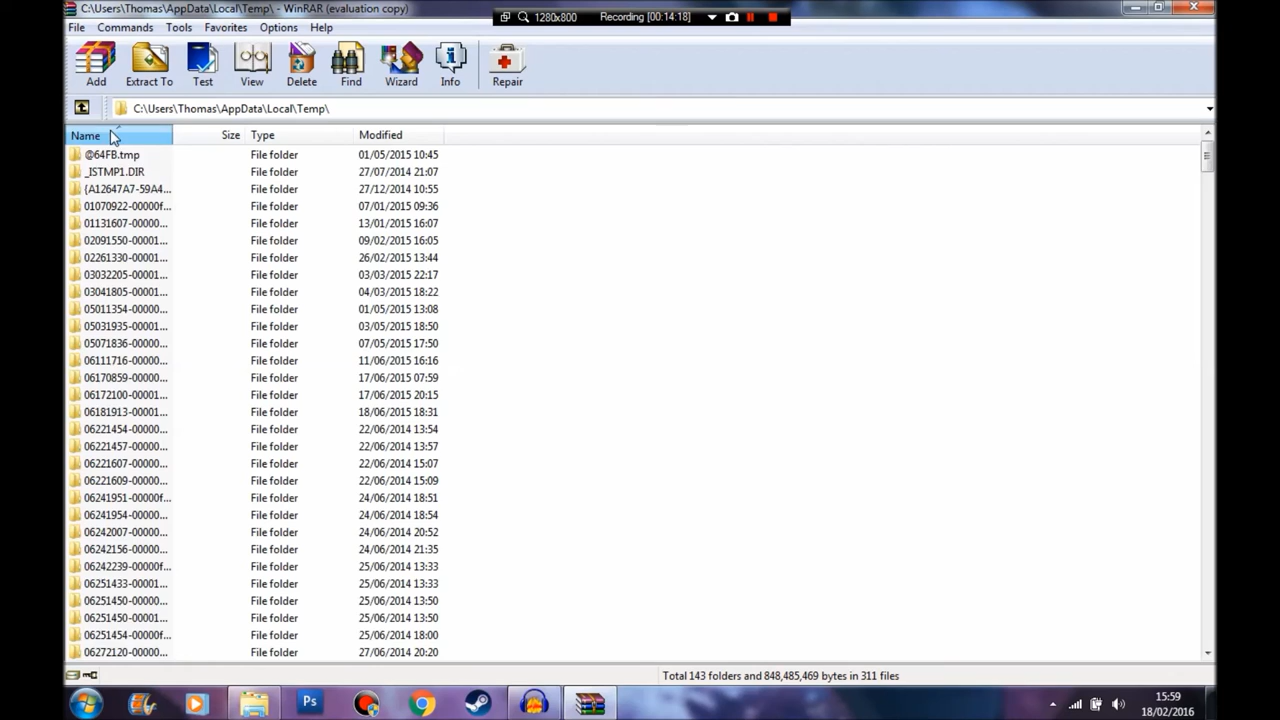 C:\Users\Thomas\AppData\Local\Temp\ - WinRAR (evaluation copy)
1280x800 Recording [00:14:18]
File Commands Tools Favorites Options Help
Add Extract To Test View Delete Find Wizard Info Repair
C:\Users\Thomas\AppData\Local\Temp\
Name Size Type Modified
@64FB.tmp File folder 01/05/2015 10:45
_ISTMP1.DIR File folder 27/07/2014 21:07
{A12647A7-59A4... File folder 27/12/2014 10:55
01070922-00000f... File folder 07/01/2015 09:36
01131607-00000... File folder 13/01/2015 16:07
02091550-00001... File folder 09/02/2015 16:05
02261330-00001... File folder 26/02/2015 13:44
03032205-00001... File folder 03/03/2015 22:17
03041805-00001... File folder 04/03/2015 18:22
05011354-00001... File folder 01/05/2015 13:08
05031935-00001... File folder 03/05/2015 18:50
05071836-00000... File folder 07/05/2015 17:50
06111716-00000... File folder 11/06/2015 16:16
06170859-00000... File folder 17/06/2015 07:59
06172100-00001... File folder 17/06/2015 20:15
06181913-00001... File folder 18/06/2015 18:31
06221454-00000... File folder 22/06/2014 13:54
06221457-00000... File folder 22/06/2014 13:57
06221607-00000... File folder 22/06/2014 15:07
06221609-00000... File folder 22/06/2014 15:09
06241951-00000f... File folder 24/06/2014 18:51
06241954-00000... File folder 24/06/2014 18:54
06242007-00000... File folder 24/06/2014 20:52
06242156-00000... File folder 24/06/2014 21:35
06242239-00000f... File folder 25/06/2014 13:33
06251433-00001... File folder 25/06/2014 13:33
06251450-00000... File folder 25/06/2014 13:50
06251450-00001... File folder 25/06/2014 13:50
06251454-00000f... File folder 25/06/2014 18:00
06272120-00000... File folder 27/06/2014 20:20
Total 143 folders and 848,485,469 bytes in 311 files
Ps
15:59
18/02/2016